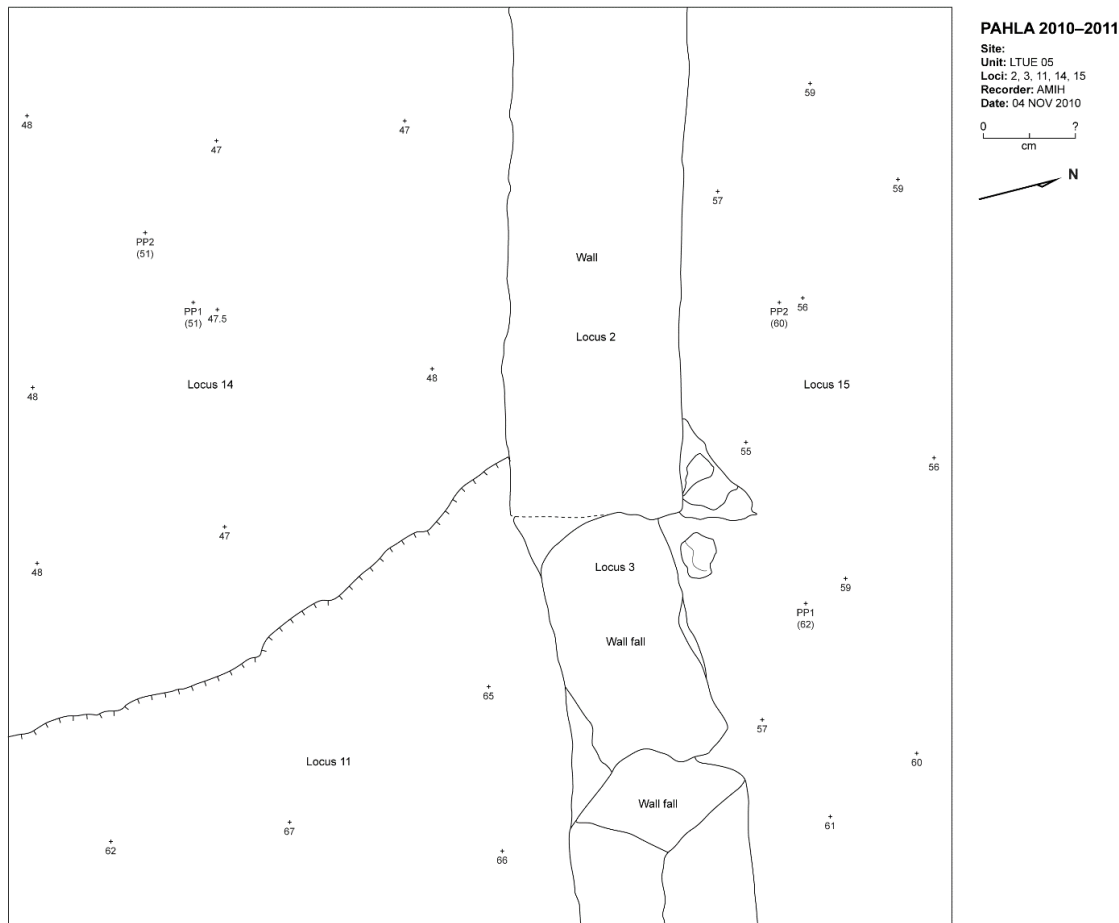 PAHLA 2010–2011
Site:
Unit: LTUE 05
Loci: 2, 3, 11, 14, 15
Recorder: AMIH
Date: 04 NOV 2010
0 ?
cm
N
59
48
47
47
59
57
PP2
(51)
Wall
PP1
(51)
47.5
PP2
(60)
56
Locus 2
48
Locus 14
48
Locus 15
55
56
47
48
Locus 3
59
PP1
(62)
Wall fall
65
57
Locus 11
60
Wall fall
67
61
62
66